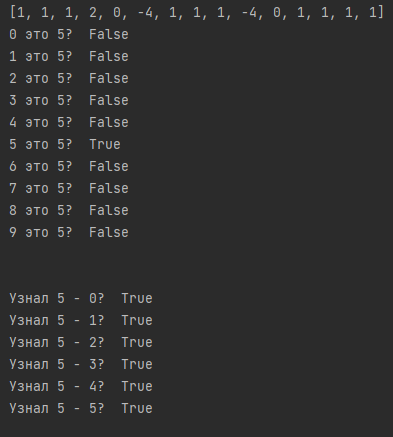 [1, 1, 1, 2, 0, -4, 1, 1, 1, -4, 0, 1, 1, 1, 1]
0 это 5?  False
1 это 5?  False
2 это 5?  False
3 это 5?  False
4 это 5?  False
5 это 5?  True
6 это 5?  False
7 это 5?  False
8 это 5?  False
9 это 5?  False
Узнал 5 - 0?  True
Узнал 5 - 1?  True
Узнал 5 - 2?  True
Узнал 5 - 3?  True
Узнал 5 - 4?  True
Узнал 5 - 5?  True